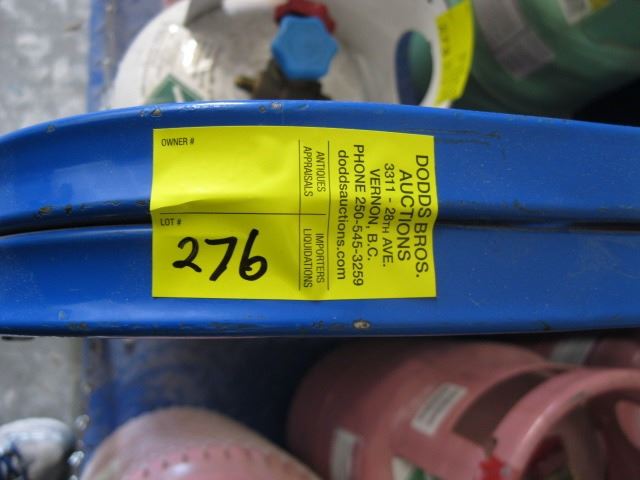 OWNER #
LOT #
276
ANTIQUES
APPRAISALS
IMPORTERS
LIQUIDATIONS
DODDS BROS.
AUCTIONS
3311 - 28TH AVE.
VERNON, B.C.
PHONE 250-545-3259
doddsauctions.com